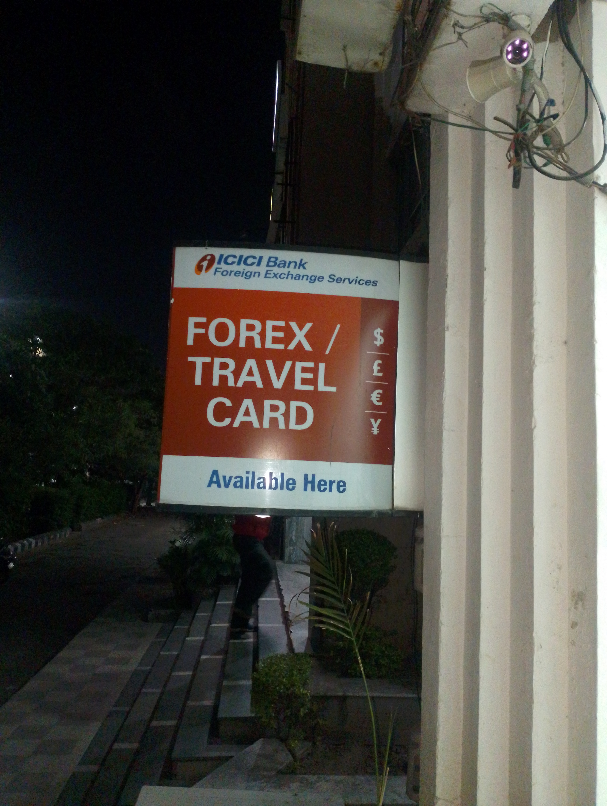 ICICI Bank
Foreign Exchange Services
FOREX /
TRAVEL
CARD
$
£
€
¥
Available Here